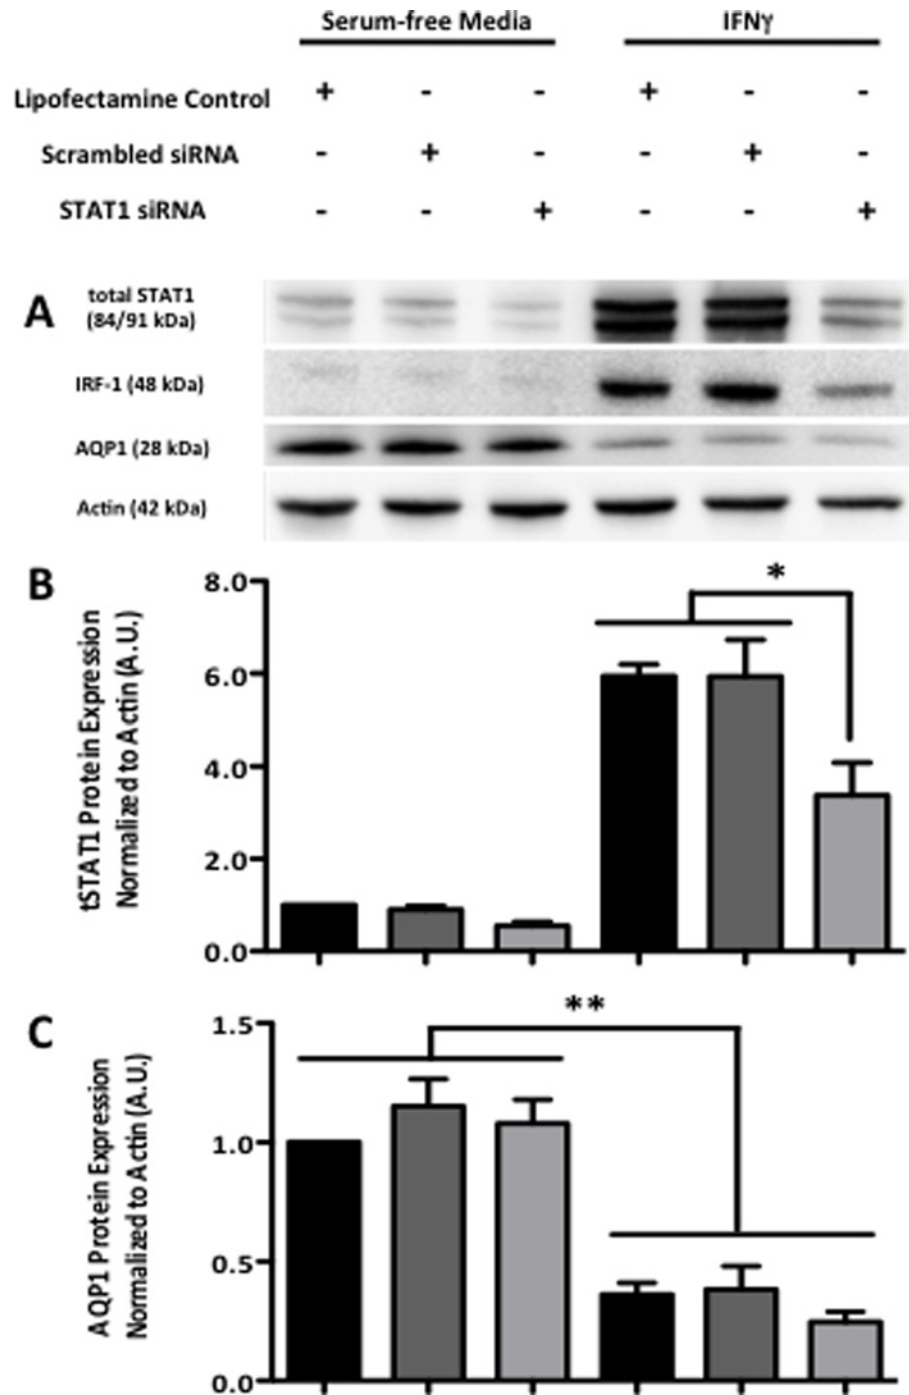 Serum-free Media IFNγ
Lipofectamine Control + - - + - -
Scrambled siRNA - + - - + -
STAT1 siRNA - - + - - +
A
total STAT1
(84/91 kDa)
IRF-1 (48 kDa)
AQP1 (28 kDa)
Actin (42 kDa)
B
tSTAT1 Protein Expression
Normalized to Actin (A.U.)
8.0
6.0
4.0
2.0
0.0
*
C
AQP1 Protein Expression
Normalized to Actin (A.U.)
1.5
1.0
0.5
0.0
**